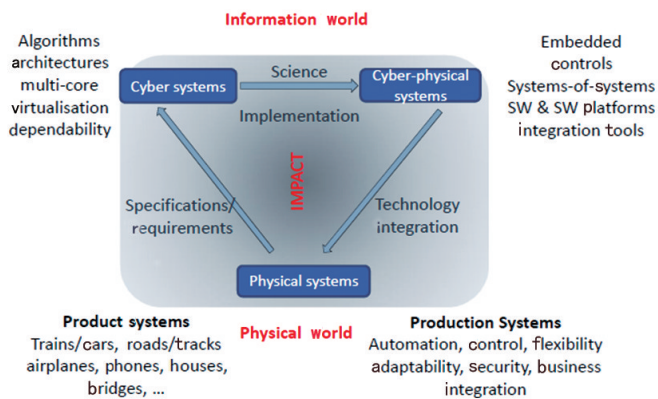 Information world
Algorithms
architectures
multi-core
virtualisation
dependability
Cyber systems
Science
Implementation
Cyber-physical
systems
Embedded
controls
Systems-of-systems
SW & SW platforms
integration tools
IMPACT
Specifications/
requirements
Technology
integration
Physical systems
Product systems
Trains/cars, roads/tracks
airplanes, phones, houses,
bridges, ...
Physical world
Production Systems
Automation, control, flexibility
adaptability, security, business
integration